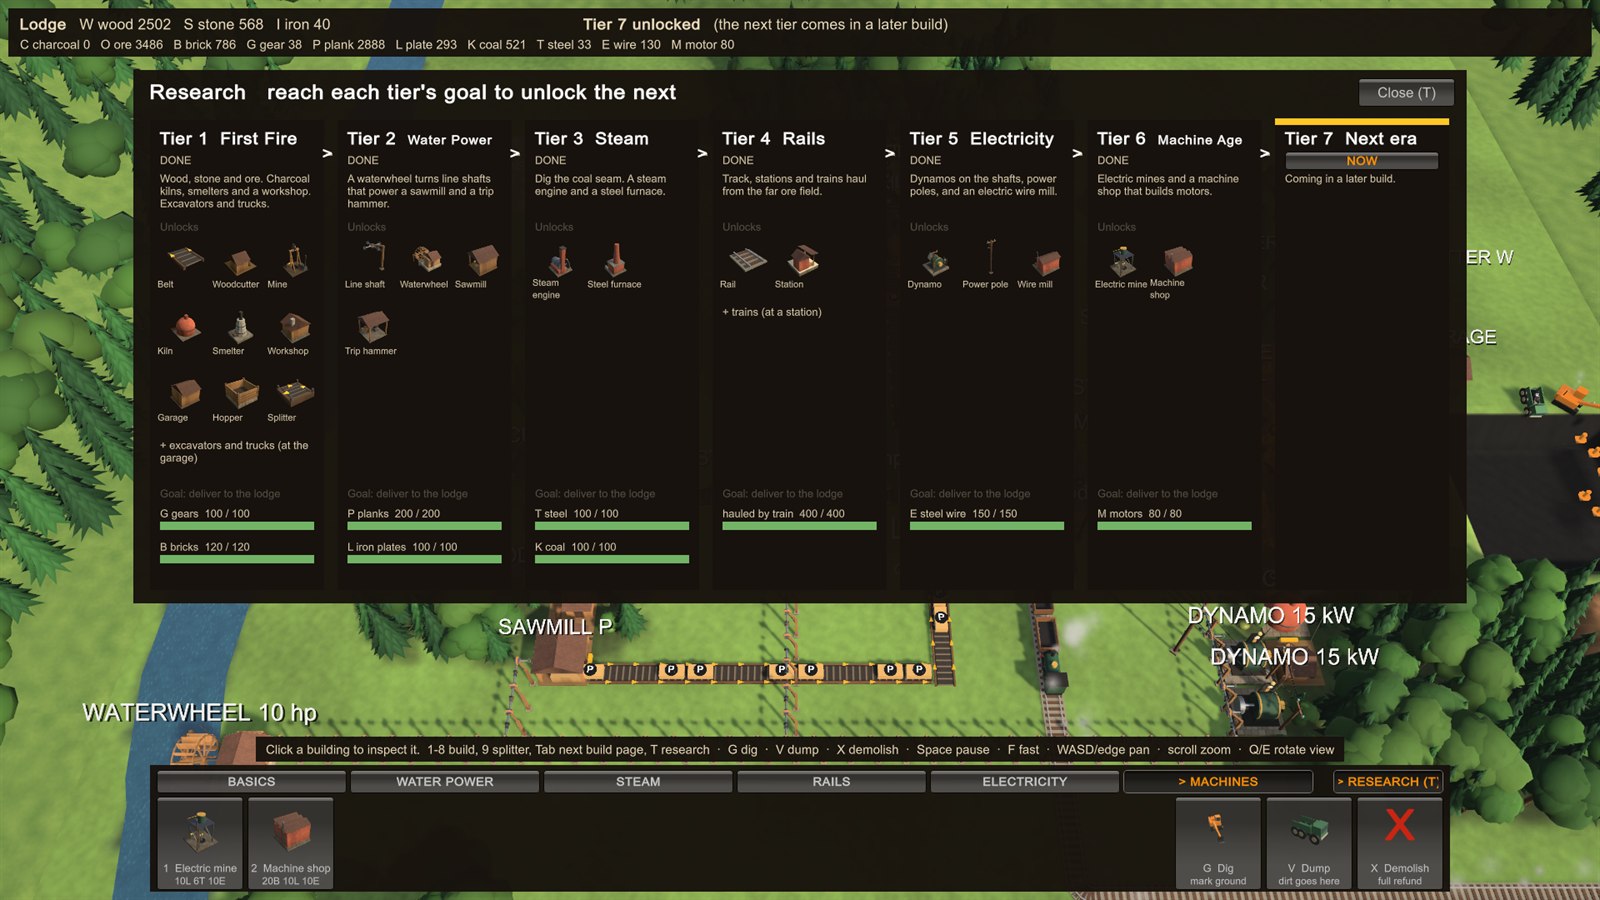 Lodge W wood 2502 S stone 568 I iron 40
Tier 7 unlocked (the next tier comes in a later build)
C charcoal 0 O ore 3486 B brick 786 G gear 38 P plank 2888 L plate 293 K coal 521 T steel 33 E wire 130 M motor 80
Research reach each tier's goal to unlock the next
Close (T)
Tier 1 First Fire
DONE
Wood, stone and ore. Charcoal
kilns, smelters and a workshop.
Excavators and trucks.
Unlocks
Belt
Woodcutter
Mine
Kiln
Smelter
Workshop
Garage
Hopper
Splitter
+ excavators and trucks (at the
garage)
Goal: deliver to the lodge
G gears 100 / 100
B bricks 120 / 120
>
Tier 2 Water Power
DONE
A waterwheel turns line shafts
that power a sawmill and a trip
hammer.
Unlocks
Line shaft
Waterwheel
Sawmill
Trip hammer
Goal: deliver to the lodge
P planks 200 / 200
L iron plates 100 / 100
>
Tier 3 Steam
DONE
Dig the coal seam. A steam
engine and a steel furnace.
Unlocks
Steam
engine
Steel furnace
Goal: deliver to the lodge
T steel 100 / 100
K coal 100 / 100
>
Tier 4 Rails
DONE
Track, stations and trains haul
from the far ore field.
Unlocks
Rail
Station
+ trains (at a station)
Goal: deliver to the lodge
hauled by train 400 / 400
>
Tier 5 Electricity
DONE
Dynamos on the shafts, power
poles, and an electric wire mill.
Unlocks
Dynamo
Power pole
Wire mill
Goal: deliver to the lodge
E steel wire 150 / 150
>
Tier 6 Machine Age
DONE
Electric mines and a machine
shop that builds motors.
Unlocks
Electric mine
Machine
shop
Goal: deliver to the lodge
M motors 80 / 80
>
Tier 7 Next era
NOW
Coming in a later build.
ER W
AGE
SAWMILL P
P P P P P P P P
DYNAMO 15 kW
DYNAMO 15 kW
WATERWHEEL 10 hp
Click a building to inspect it. 1-8 build, 9 splitter, Tab next build page, T research · G dig · V dump · X demolish · Space pause · F fast · WASD/edge pan · scroll zoom · Q/E rotate view
BASICS
WATER POWER
STEAM
RAILS
ELECTRICITY
> MACHINES
> RESEARCH (T)
1 Electric mine
10L 6T 10E
2 Machine shop
20B 10L 10E
G Dig
mark ground
V Dump
dirt goes here
X Demolish
full refund